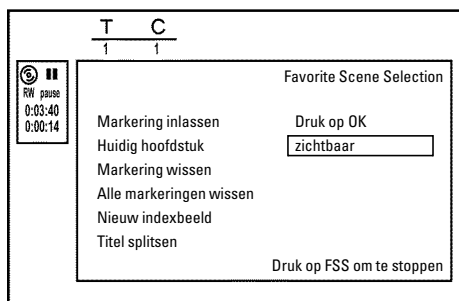 T C
1 1
RW pause
0:03:40
0:00:14
Favorite Scene Selection
Markering inlassen Druk op OK
Huidig hoofdstuk zichtbaar
Markering wissen
Alle markeringen wissen
Nieuw indexbeeld
Titel splitsen
Druk op FSS om te stoppen